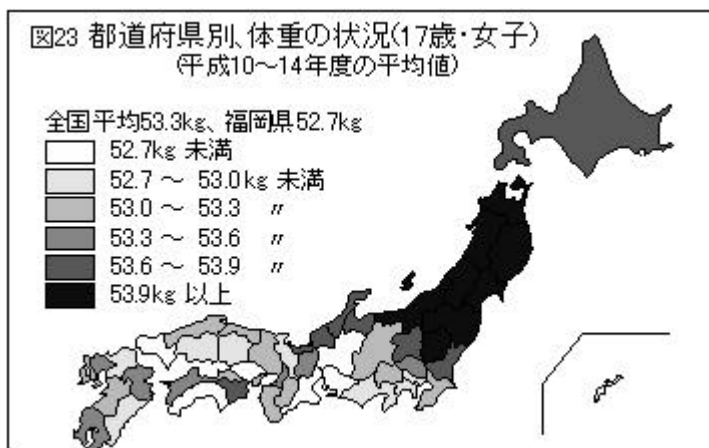 図23 都道府県別、体重の状況(17歳・女子)
(平成10～14年度の平均値)
全国平均53.3kg、福岡県52.7kg
52.7kg 未満
52.7 ～ 53.0kg 未満
53.0 ～ 53.3 〃
53.3 ～ 53.6 〃
53.6 ～ 53.9 〃
53.9kg 以上